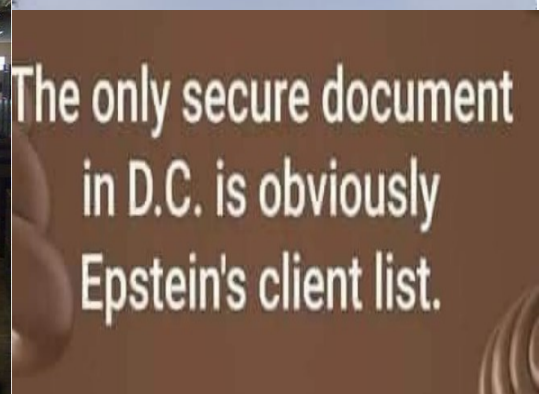 The only secure document
in D.C. is obviously
Epstein's client list.